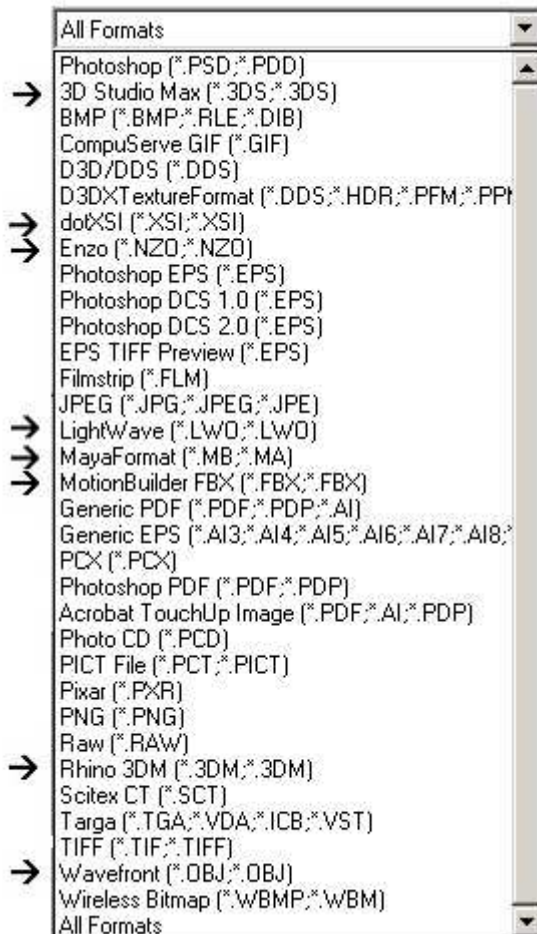 All Formats
Photoshop (*.PSD;*.PDD)
3D Studio Max (*.3DS;*.3DS)
BMP (*.BMP;*.RLE;*.DIB)
CompuServe GIF (*.GIF)
D3D/DDS (*.DDS)
D3DXTextureFormat (*.DDS;*.HDR;*.PFM;*.PPM
dotXSI (*.XSI;*.XSI)
Enzo (*.NZO;*.NZO)
Photoshop EPS (*.EPS)
Photoshop DCS 1.0 (*.EPS)
Photoshop DCS 2.0 (*.EPS)
EPS TIFF Preview (*.EPS)
Filmstrip (*.FLM)
JPEG (*.JPG;*.JPEG;*.JPE)
LightWave (*.LWO;*.LWO)
MayaFormat (*.MB;*.MA)
MotionBuilder FBX (*.FBX;*.FBX)
Generic PDF (*.PDF;*.PDP;*.AI)
Generic EPS (*.AI3;*.AI4;*.AI5;*.AI6;*.AI7;*.AI8;*
PCX (*.PCX)
Photoshop PDF (*.PDF;*.PDP)
Acrobat TouchUp Image (*.PDF;*.AI;*.PDP)
Photo CD (*.PCD)
PICT File (*.PCT;*.PICT)
Pixar (*.PXR)
PNG (*.PNG)
Raw (*.RAW)
Rhino 3DM (*.3DM;*.3DM)
Scitex CT (*.SCT)
Targa (*.TGA;*.VDA;*.ICB;*.VST)
TIFF (*.TIF;*.TIFF)
Wavefront (*.OBJ;*.OBJ)
Wireless Bitmap (*.WBMP;*.WBM)
All Formats